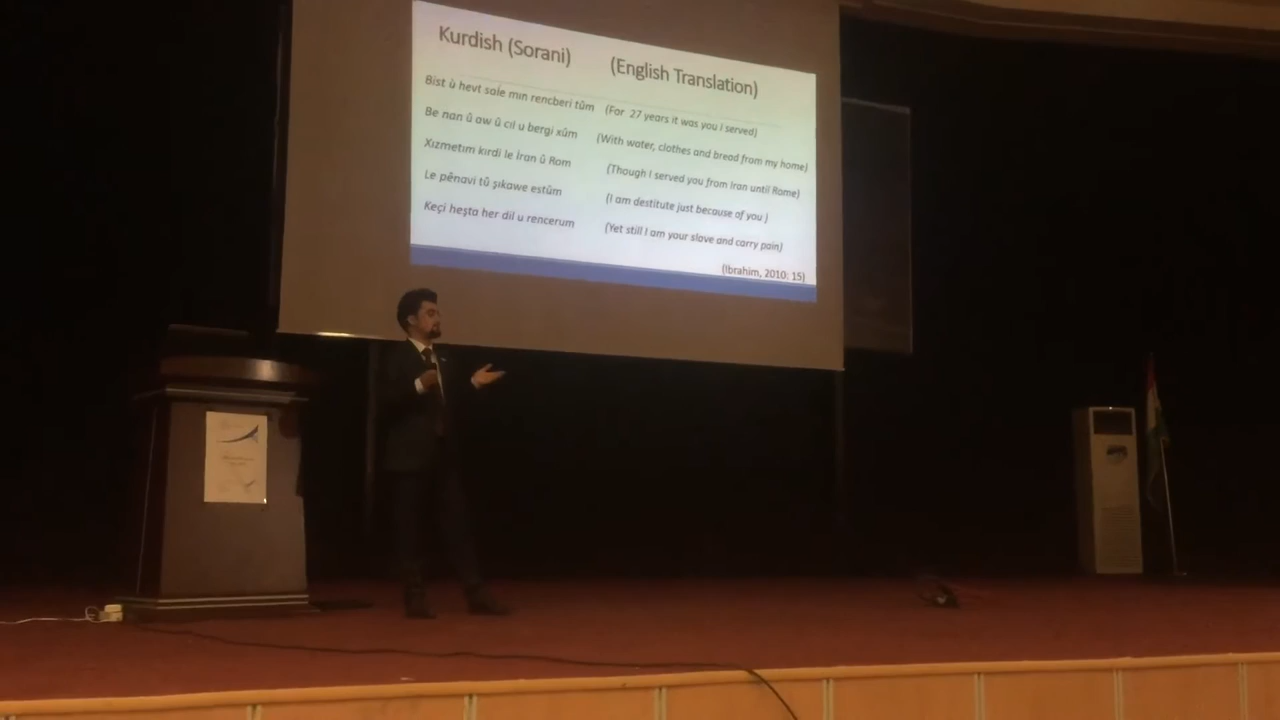 Kurdish (Sorani) (English Translation)
Bist û hevt sale mın rencberi tûm (For 27 years it was you I served)
Be nan û aw û cıl u bergi xûm (With water, clothes and bread from my home)
Xızmetım kırdi le İran û Rom (Though I served you from Iran until Rome)
Le pênavi tû şıkawe estûm (I am destitute just because of you )
Keçi heşta her dil u rencerum (Yet still I am your slave and carry pain)
(Ibrahim, 2010; 15)